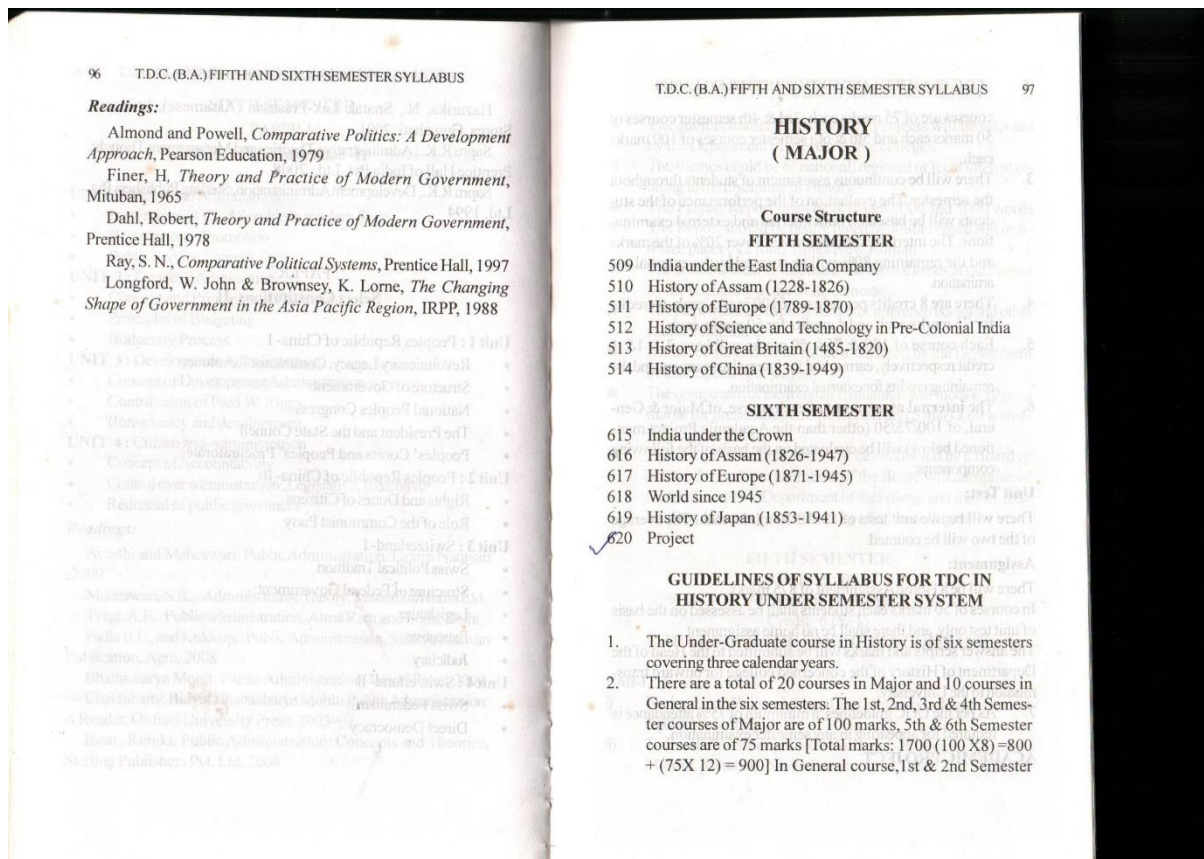 96 T.D.C. (B.A.) FIFTH AND SIXTH SEMESTER SYLLABUS
Readings:
Almond and Powell, Comparative Politics: A Development
Approach, Pearson Education, 1979
Finer, H, Theory and Practice of Modern Government,
Mituban, 1965
Dahl, Robert, Theory and Practice of Modern Government,
Prentice Hall, 1978
Ray, S. N., Comparative Political Systems, Prentice Hall, 1997
Longford, W. John & Brownsey, K. Lorne, The Changing
Shape of Government in the Asia Pacific Region, IRPP, 1988
T.D.C. (B.A.) FIFTH AND SIXTH SEMESTER SYLLABUS 97
HISTORY
( MAJOR )
Course Structure
FIFTH SEMESTER
509 India under the East India Company
510 History of Assam (1228-1826)
511 History of Europe (1789-1870)
512 History of Science and Technology in Pre-Colonial India
513 History of Great Britain (1485-1820)
514 History of China (1839-1949)
SIXTH SEMESTER
615 India under the Crown
616 History of Assam (1826-1947)
617 History of Europe (1871-1945)
618 World since 1945
619 History of Japan (1853-1941)
620 Project
GUIDELINES OF SYLLABUS FOR TDC IN
HISTORY UNDER SEMESTER SYSTEM
1. The Under-Graduate course in History is of six semesters
covering three calendar years.
2. There are a total of 20 courses in Major and 10 courses in
General in the six semesters. The 1st, 2nd, 3rd & 4th Semes-
ter courses of Major are of 100 marks, 5th & 6th Semester
courses are of 75 marks [Total marks: 1700 (100 X8) =800
+ (75X 12) = 900] In General course,1st & 2nd Semester